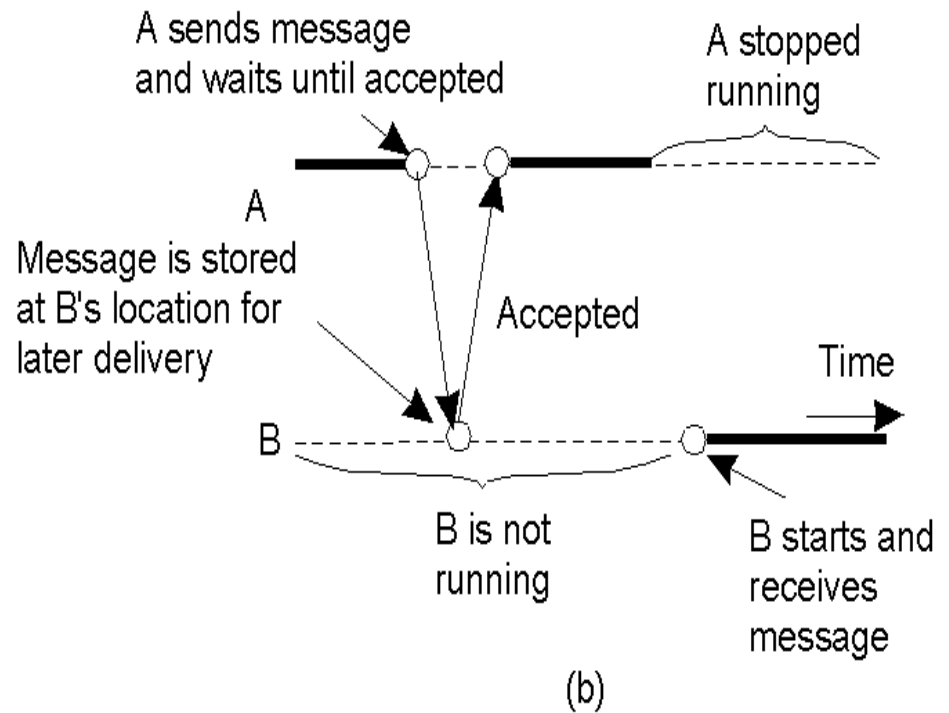 A sends message
and waits until accepted
A stopped
running
A
Message is stored
at B's location for
later delivery
Accepted
Time
B
B is not
running
B starts and
receives
message
(b)